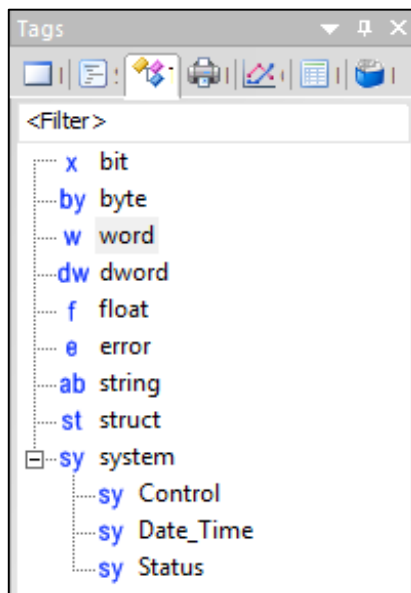 Tags
<Filter>
x bit
by byte
w word
dw dword
f float
e error
ab string
st struct
sy system
sy Control
sy Date_Time
sy Status